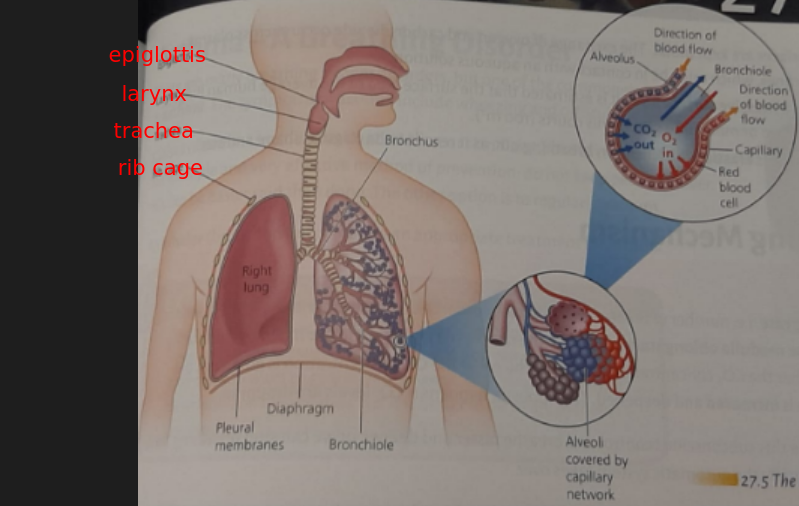 27
epiglottis
larynx
trachea
rib cage
Bronchus
Right
lung
Diaphragm
Pleural
membranes
Bronchiole
Direction of
blood flow
Alveolus
Bronchiole
Direction
of blood
flow
CO₂
out
O₂
in
Capillary
Red
blood
cell
Alveoli
covered by
capillary
network
27.5 The